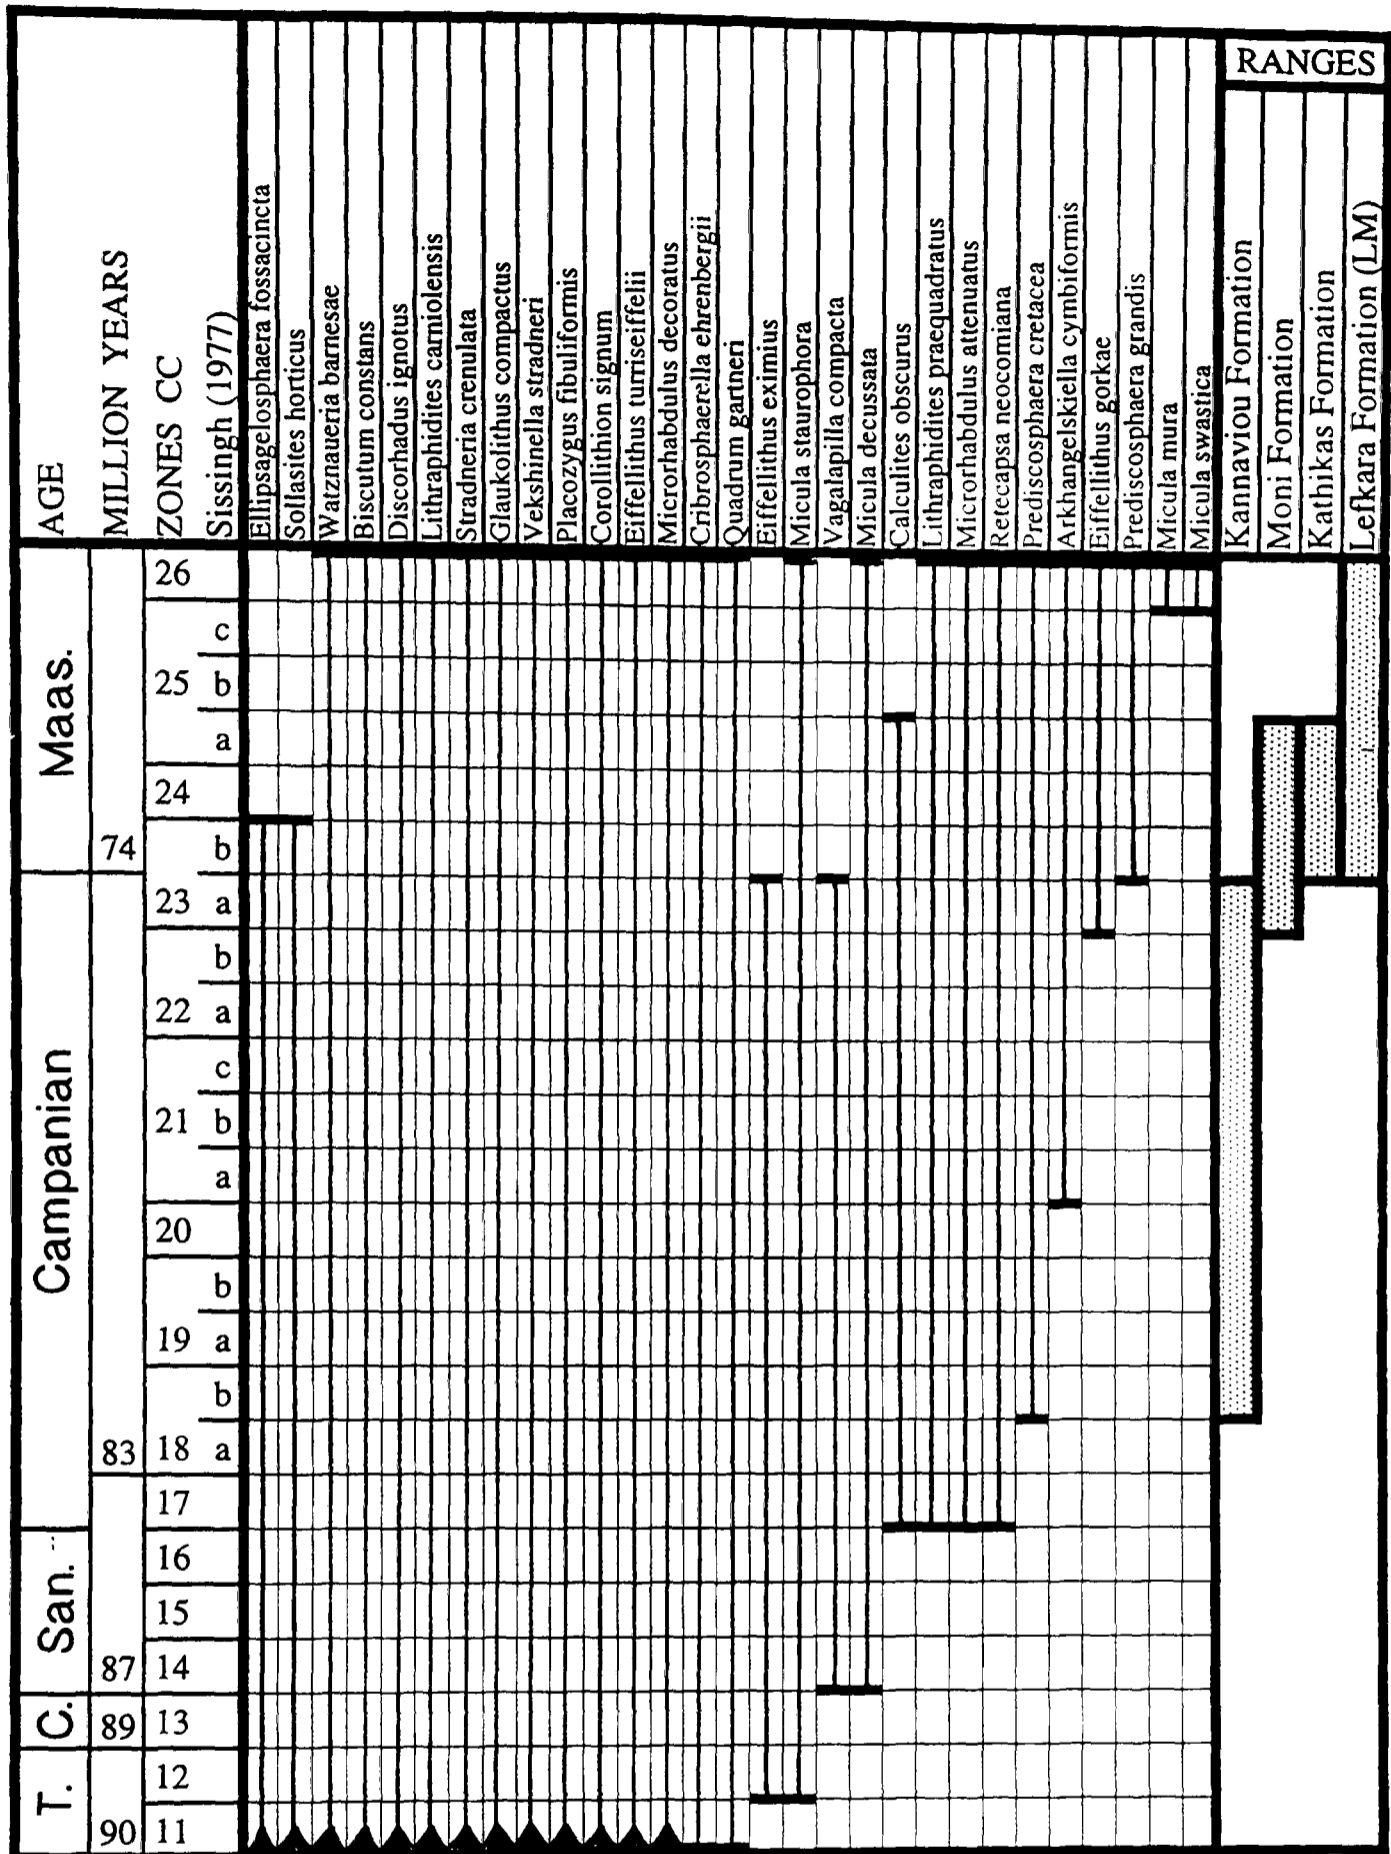 AGE
MILLION YEARS
ZONES CC
Sissingh (1977)
Ellipsagelosphaera fossacincta
Sollasites horticus
Watznaueria barnesae
Biscutum constans
Discorhadus ignotus
Lithraphidites carniolensis
Stradneria crenulata
Glaukolithus compactus
Vekshinella stradneri
Placozygus fibuliformis
Corollithion signum
Eiffellithus turriseiffelii
Microrhabdulus decoratus
Cribrosphaerella ehrenbergii
Quadrum gartneri
Eiffellithus eximius
Micula staurophora
Vagalapilla compacta
Micula decussata
Calculites obscurus
Lithraphidites praequadratus
Microrhabdulus attenuatus
Retecapsa neocomiana
Prediscosphaera cretacea
Arkhangelskiella cymbiformis
Eiffellithus gorkae
Prediscosphaera grandis
Micula mura
Micula swastica
RANGES
Kannaviou Formation
Moni Formation
Kathikas Formation
Lefkara Formation (LM)
Maas.
26
c
25 b
a
24
74 b
Campanian
23 a
b
22 a
c
21 b
a
20
b
19 a
b
83 18 a
17
San.
16
15
87 14
C. 89 13
T.
12
90 11